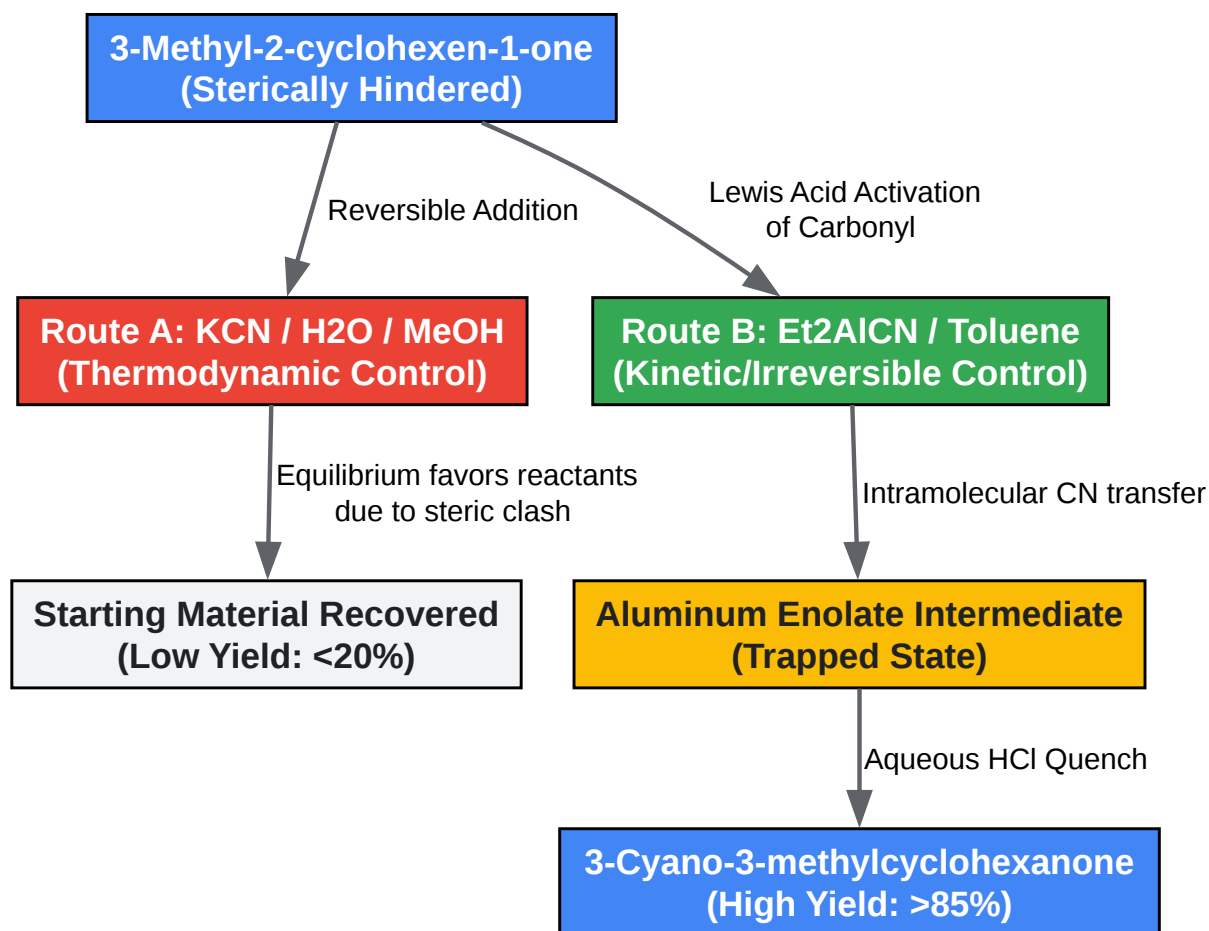 3-Methyl-2-cyclohexen-1-one
(Sterically Hindered)
Reversible Addition
Lewis Acid Activation
of Carbonyl
Route A: KCN / H2O / MeOH
(Thermodynamic Control)
Route B: Et2AlCN / Toluene
(Kinetic/Irreversible Control)
Equilibrium favors reactants
due to steric clash
Intramolecular CN transfer
Starting Material Recovered
(Low Yield: <20%)
Aluminum Enolate Intermediate
(Trapped State)
Aqueous HCl Quench
3-Cyano-3-methylcyclohexanone
(High Yield: >85%)